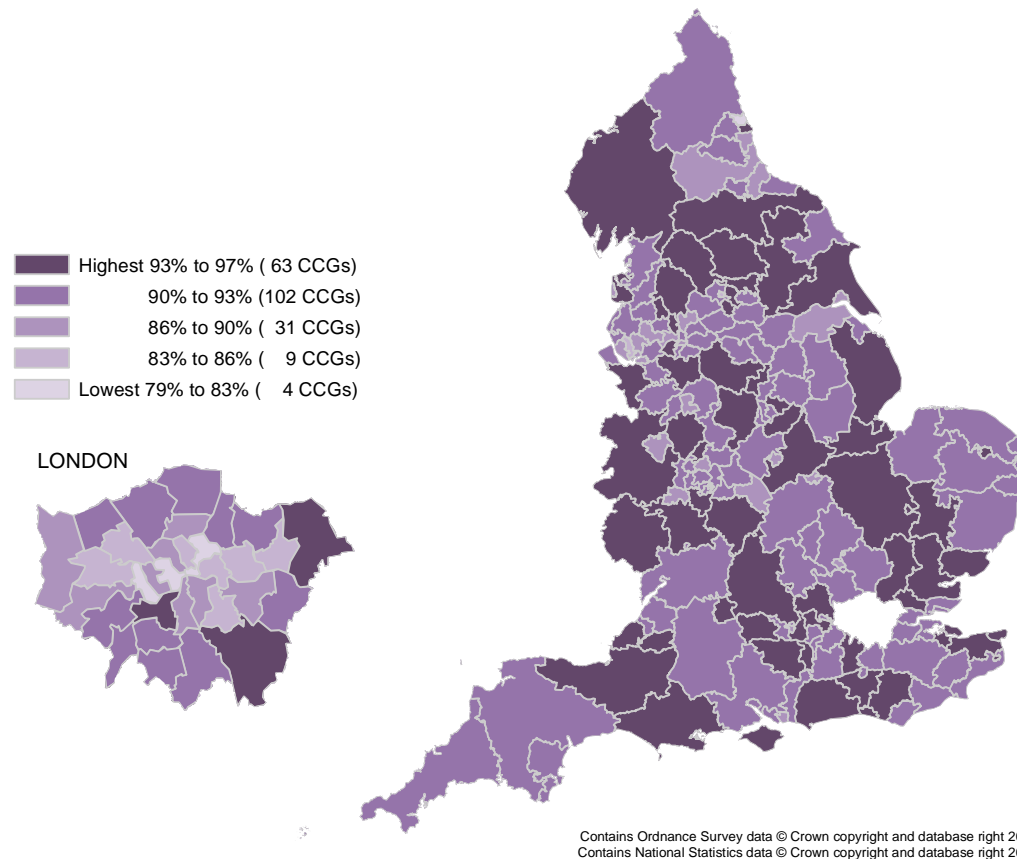 Highest 93% to 97% ( 63 CCGs)
90% to 93% (102 CCGs)
86% to 90% ( 31 CCGs)
83% to 86% ( 9 CCGs)
Lowest 79% to 83% ( 4 CCGs)
LONDON
Contains Ordnance Survey data © Crown copyright and database right
Contains National Statistics data © Crown copyright and database right